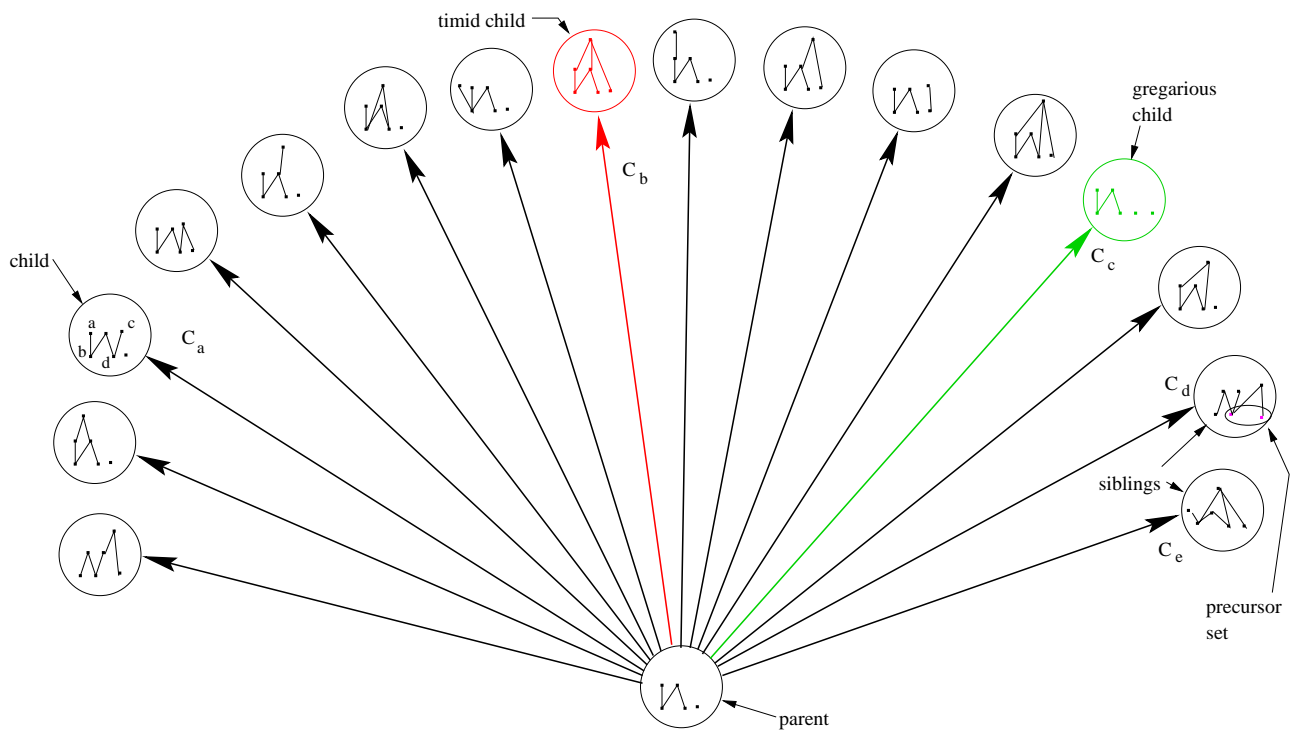 timid child
gregarious
child
C b
C c
child
a
c
b
d
C a
C d
siblings
C e
precursor
set
parent